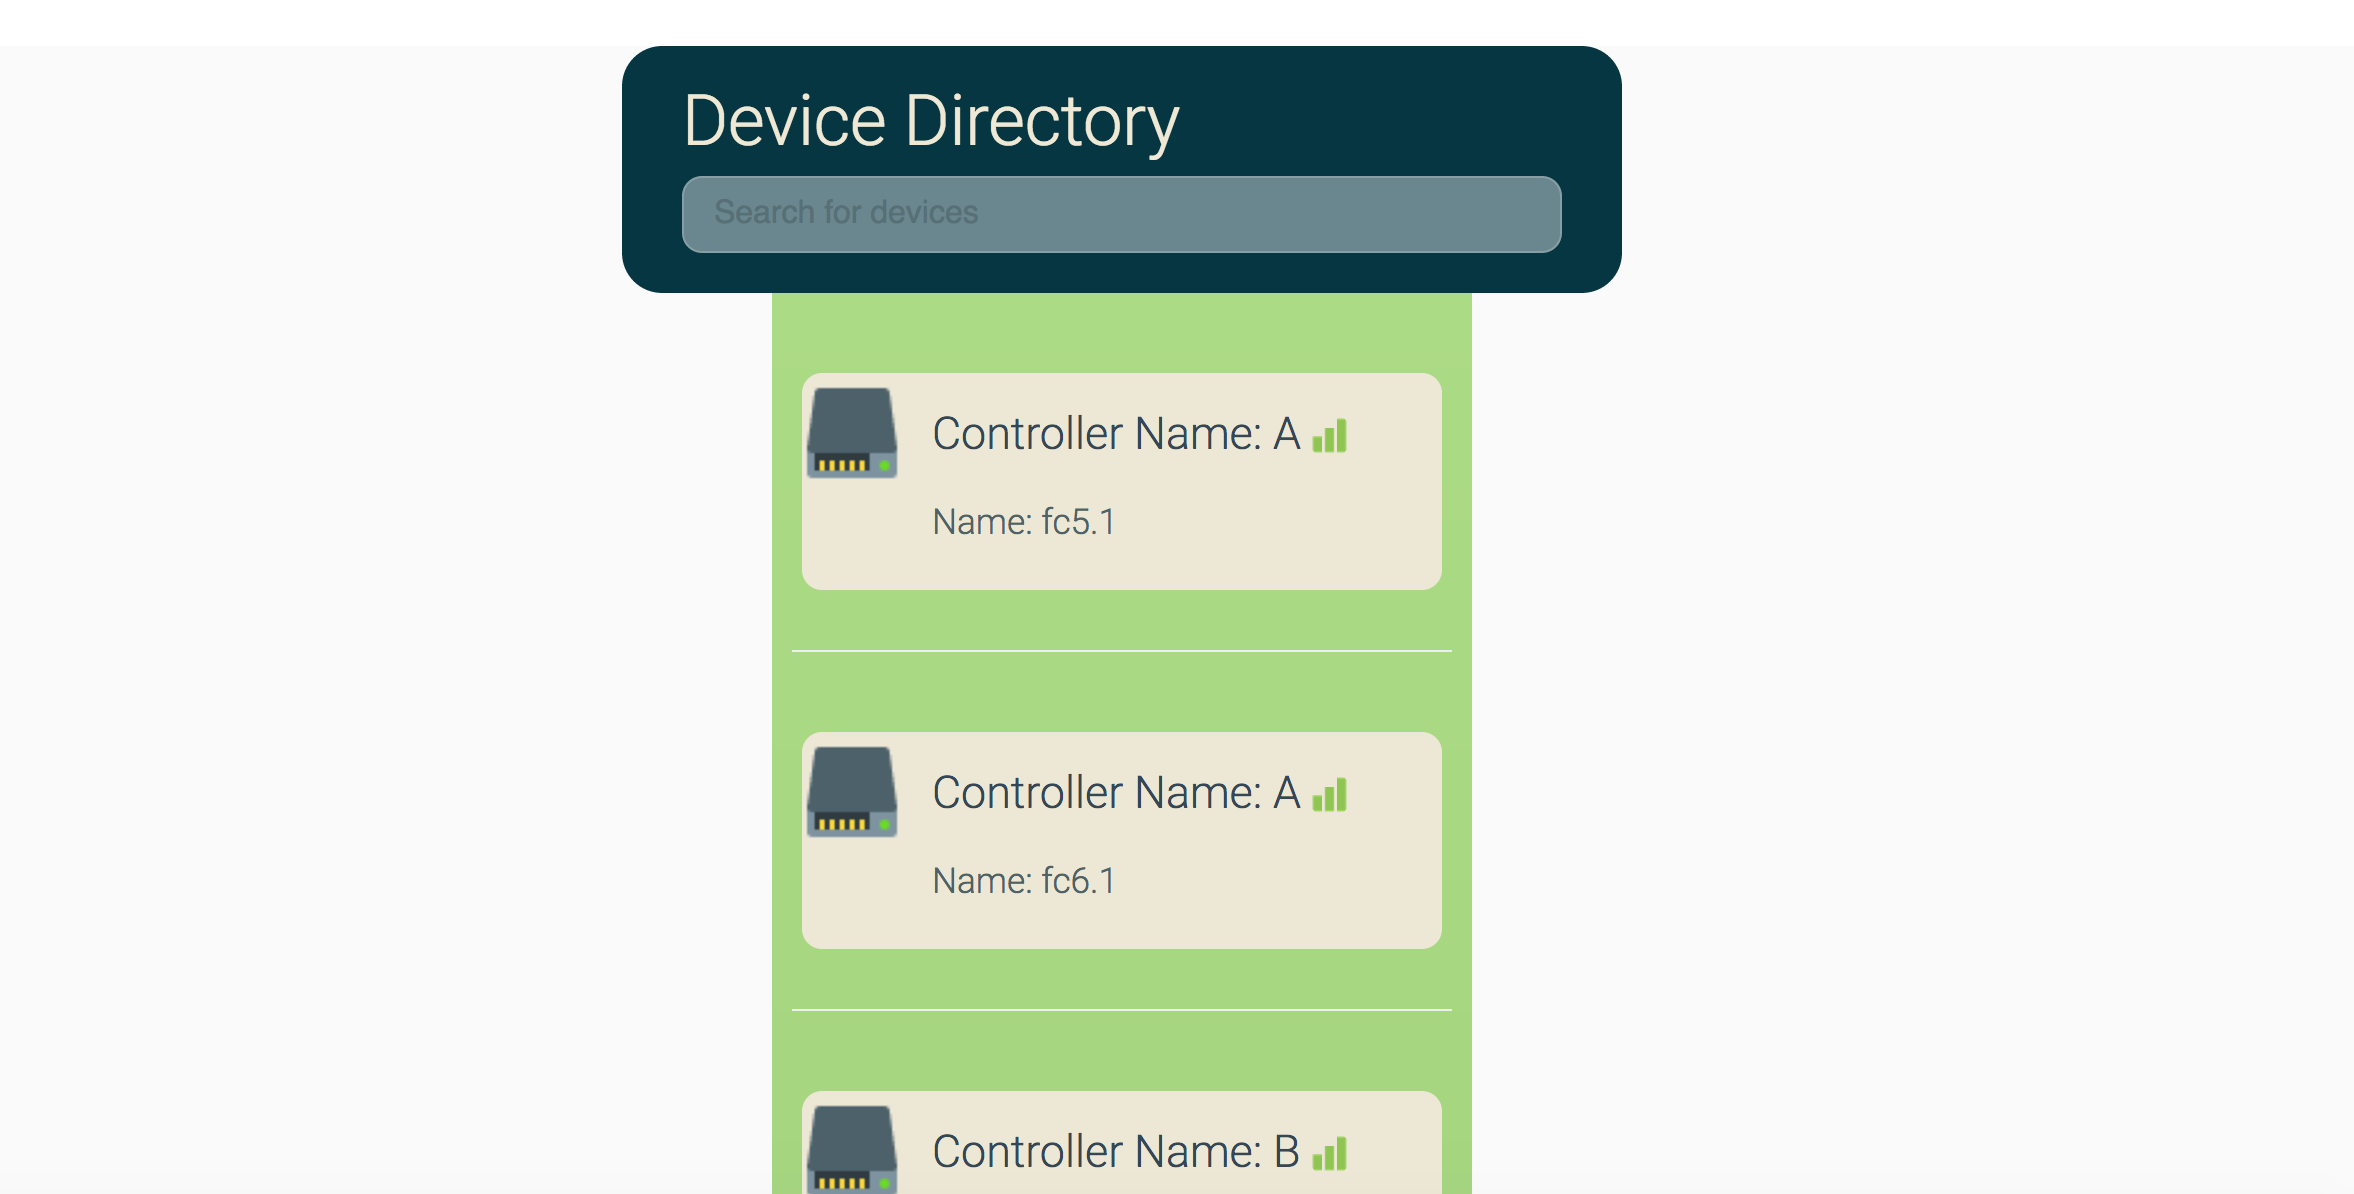 Device Directory
Search for devices
Controller Name: A
Name: fc5.1
Controller Name: A
Name: fc6.1
Controller Name: B